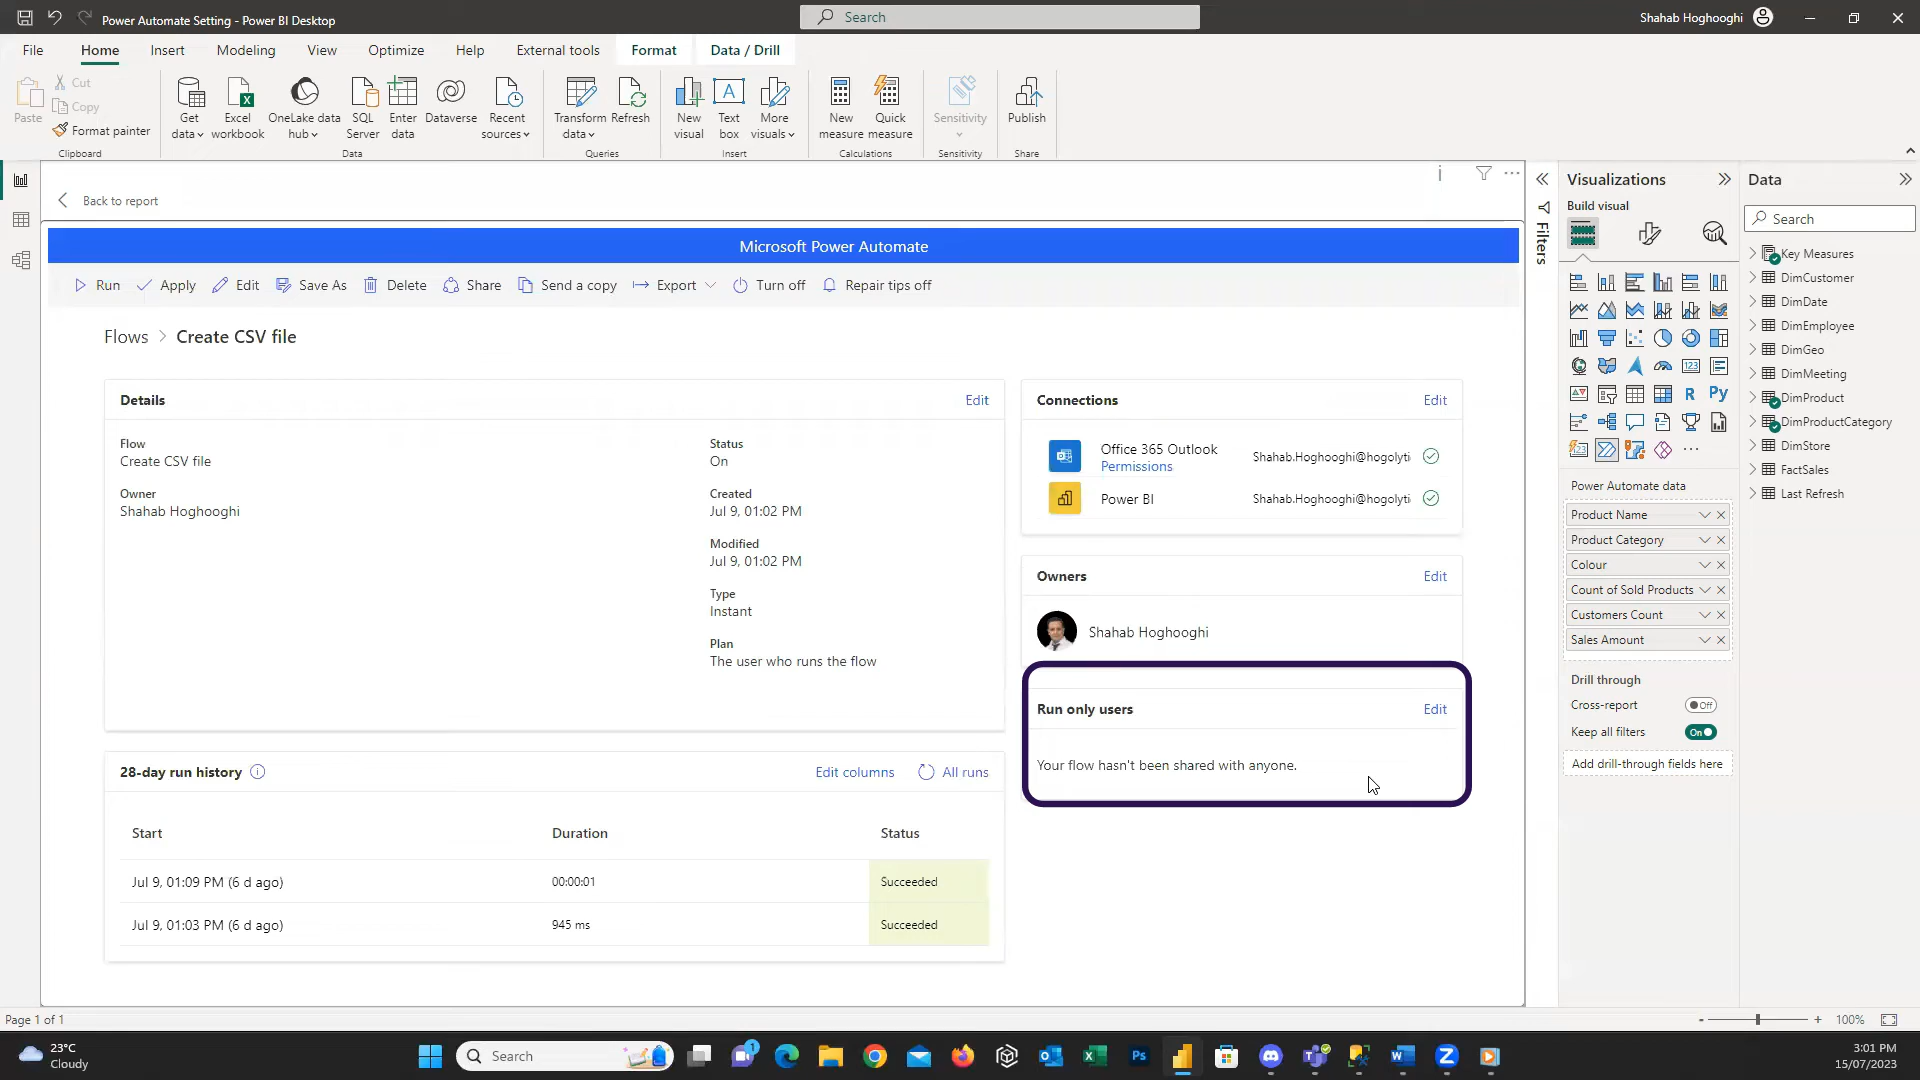 Power Automate Setting - Power BI Desktop
Search
Shahab Hoghooghi
File
Home
Insert
Modeling
View
Optimize
Help
External tools
Format
Data / Drill
Paste
Cut
Copy
Format painter
Clipboard
Get data
Excel workbook
OneLake data hub
SQL Server
Enter data
Dataverse
Recent sources
Data
Transform data
Refresh
Queries
New visual
Text box
More visuals
Insert
New measure
Quick measure
Calculations
Sensitivity
Sensitivity
Publish
Share
Back to report
Microsoft Power Automate
Run
Apply
Edit
Save As
Delete
Share
Send a copy
Export
Turn off
Repair tips off
Flows > Create CSV file
Details
Edit
Flow
Create CSV file
Owner
Shahab Hoghooghi
Status
On
Created
Jul 9, 01:02 PM
Modified
Jul 9, 01:02 PM
Type
Instant
Plan
The user who runs the flow
28-day run history
Edit columns
All runs
Start
Duration
Status
Jul 9, 01:09 PM (6 d ago)
00:00:01
Succeeded
Jul 9, 01:03 PM (6 d ago)
945 ms
Succeeded
Connections
Edit
Office 365 Outlook
Permissions
Shahab.Hoghooghi@hogolyti
Power BI
Shahab.Hoghooghi@hogolyti
Owners
Edit
Shahab Hoghooghi
Run only users
Edit
Your flow hasn't been shared with anyone.
Filters
Visualizations
Build visual
123
R
Py
123
Power Automate data
Product Name
Product Category
Colour
Count of Sold Products
Customers Count
Sales Amount
Drill through
Cross-report
Off
Keep all filters
On
Add drill-through fields here
Data
Search
Key Measures
DimCustomer
DimDate
DimEmployee
DimGeo
DimMeeting
DimProduct
DimProductCategory
DimStore
FactSales
Last Refresh
Page 1 of 1
100%
23°C
Cloudy
Search
1
Ps
3:01 PM
15/07/2023